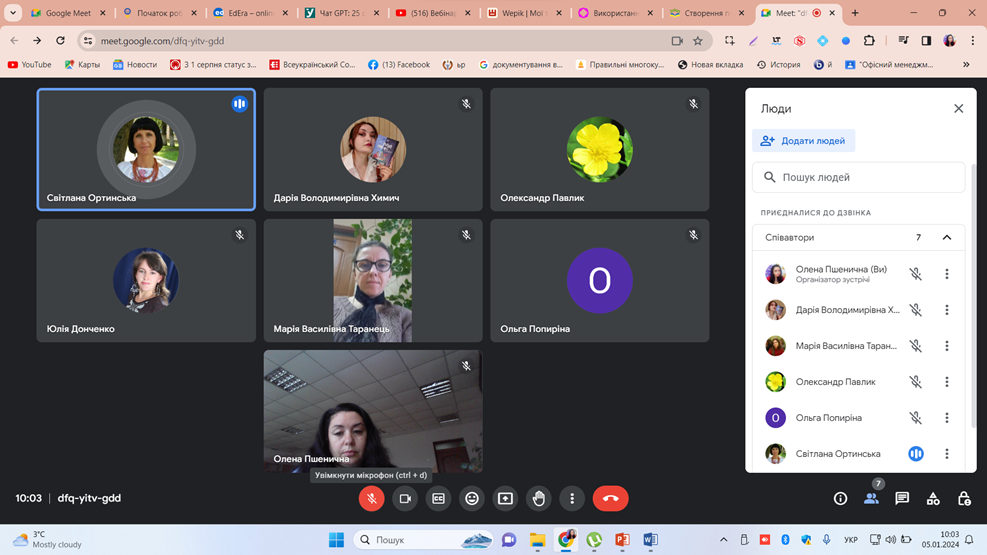 Google Meet
Початок роб
EdEra – onlin
Чат GPT: 25 с
(516) Вебінар
Wepik | Мої
Використанн
Створення п
Meet: "df
meet.google.com/dfq-yitv-gdd
YouTube
Карты
Новости
З 1 серпня статус з...
Всеукраїнський Со...
(13) Facebook
ьр
документування в...
Правильні многоку...
Новая вкладка
История
й
"Офісний менеджм...
Світлана Ортинська
Дарія Володимирівна Химич
Олександр Павлик
Юлія Донченко
Марія Василівна Таранець
О
Ольга Попиріна
Олена Пшенична
Увімкнути мікрофон (ctrl + d)
Люди
Додати людей
Пошук людей
ПРИЄДНАЛИСЯ ДО ДЗВІНКА
Співавтори 7
Олена Пшенична (Ви)
Організатор зустрічі
Дарія Володимирівна Х...
Марія Василівна Таран...
Олександр Павлик
О Ольга Попиріна
Світлана Ортинська
10:03 | dfq-yitv-gdd
7
3°C
Mostly cloudy
Пошук
УКР
10:03
05.01.2024